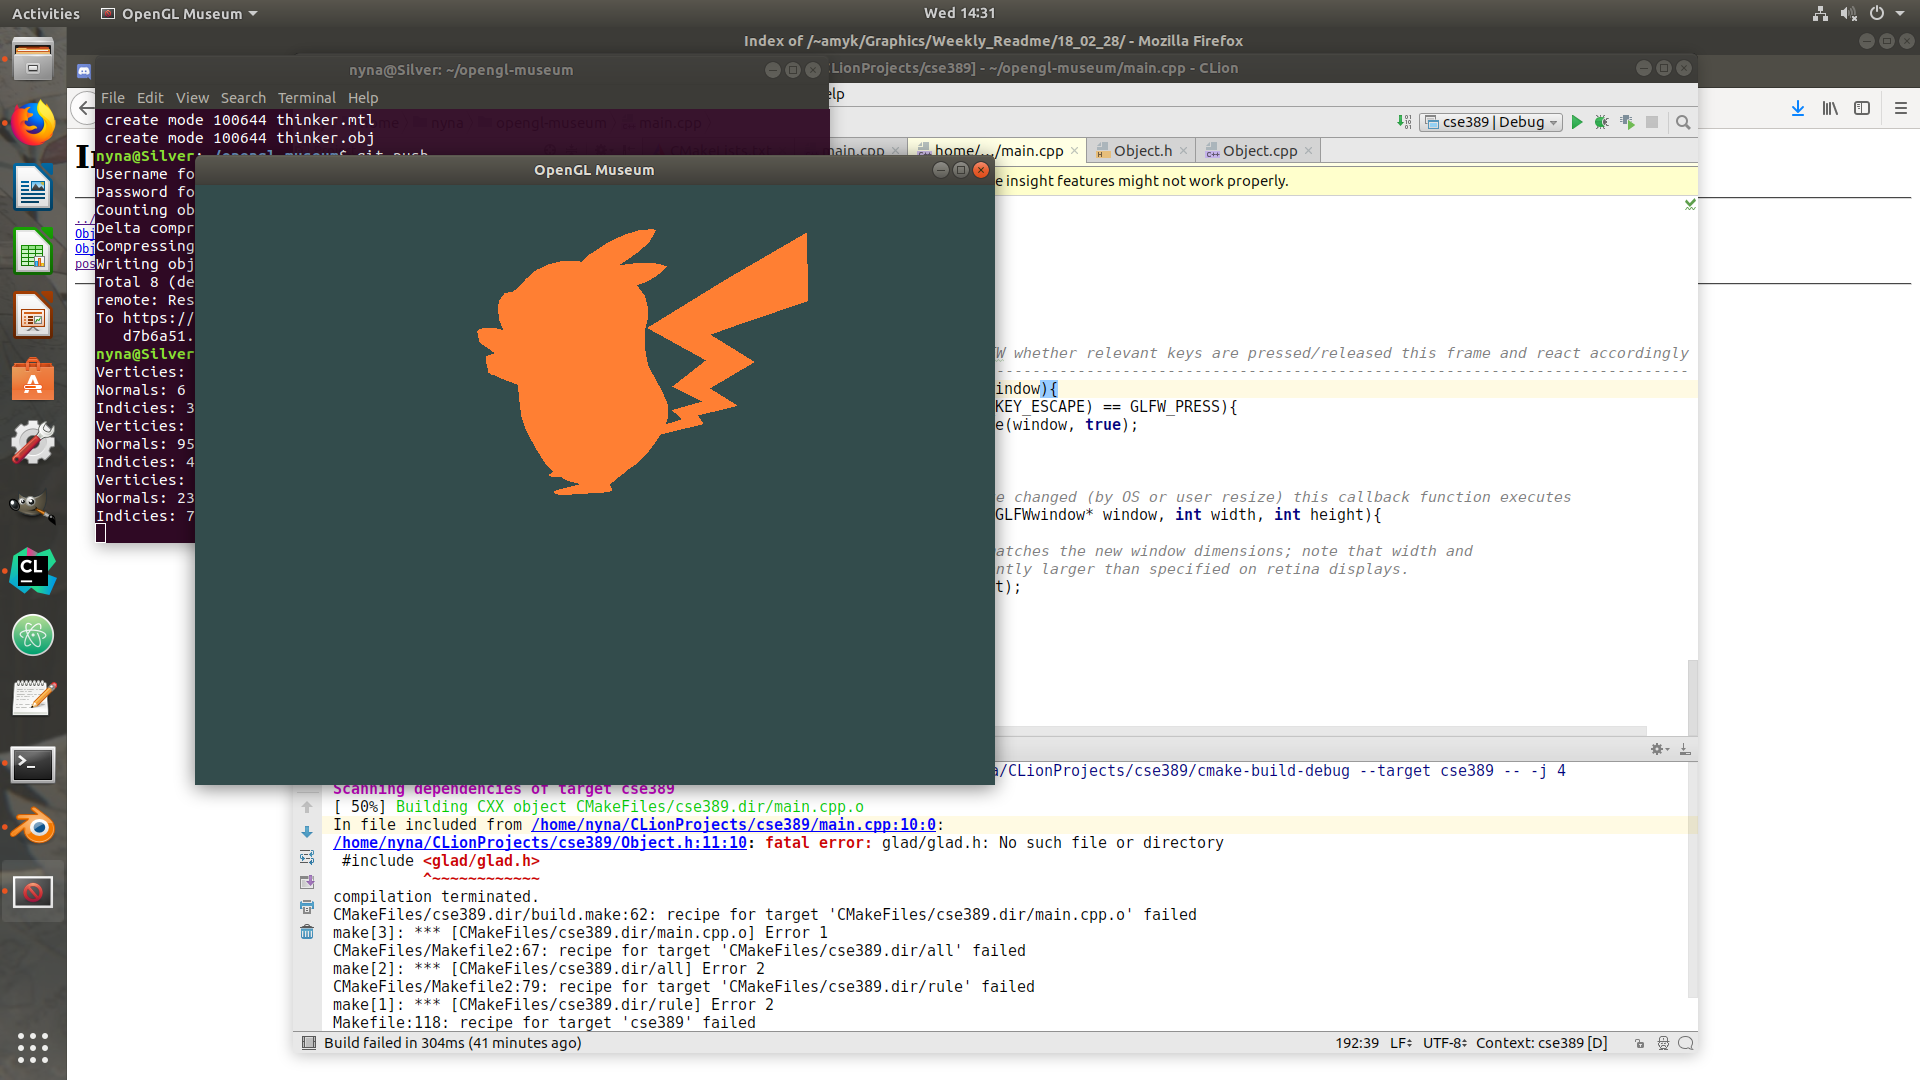 Activities
OpenGL Museum
Wed 14:31
Index of /~amyk/Graphics/Weekly_Readme/18_02_28/ - Mozilla Firefox
nyna@Silver: ~/opengl-museum
CLionProjects/cse389] - ~/opengl-museum/main.cpp - CLion
File Edit View Search Terminal Help
elp
create mode 100644 thinker.mtl
create mode 100644 thinker.obj
nyna@Silver:~/opengl-museum$ git push
Username fo
Password fo
Counting ob
Delta compr
Compressing
Writing obj
Total 8 (de
remote: Res
To https://
d7b6a51.
nyna@Silver
Verticies:
Normals: 6
Indicies: 3
Verticies:
Normals: 95
Indicies: 4
Verticies:
Normals: 23
Indicies: 7
../
Obj
Obj
pos
OpenGL Museum
cse389 | Debug
main.cpp
home/.../main.cpp
Object.h
Object.cpp
e insight features might not work properly.
W whether relevant keys are pressed/released this frame and react accordingly
indow){
KEY_ESCAPE) == GLFW_PRESS){
e(window, true);
e changed (by OS or user resize) this callback function executes
GLFWwindow* window, int width, int height){
atches the new window dimensions; note that width and
ntly larger than specified on retina displays.
t);
a/CLionProjects/cse389/cmake-build-debug --target cse389 -- -j 4
Scanning dependencies of target cse389
[ 50%] Building CXX object CMakeFiles/cse389.dir/main.cpp.o
In file included from /home/nyna/CLionProjects/cse389/main.cpp:10:0:
/home/nyna/CLionProjects/cse389/Object.h:11:10: fatal error: glad/glad.h: No such file or directory
#include <glad/glad.h>
^~~~~~~~~~~~~
compilation terminated.
CMakeFiles/cse389.dir/build.make:62: recipe for target 'CMakeFiles/cse389.dir/main.cpp.o' failed
make[3]: *** [CMakeFiles/cse389.dir/main.cpp.o] Error 1
CMakeFiles/Makefile2:67: recipe for target 'CMakeFiles/cse389.dir/all' failed
make[2]: *** [CMakeFiles/cse389.dir/all] Error 2
CMakeFiles/Makefile2:79: recipe for target 'CMakeFiles/cse389.dir/rule' failed
make[1]: *** [CMakeFiles/cse389.dir/rule] Error 2
Makefile:118: recipe for target 'cse389' failed
Build failed in 304ms (41 minutes ago)
192:39 LF UTF-8 Context: cse389 [D]